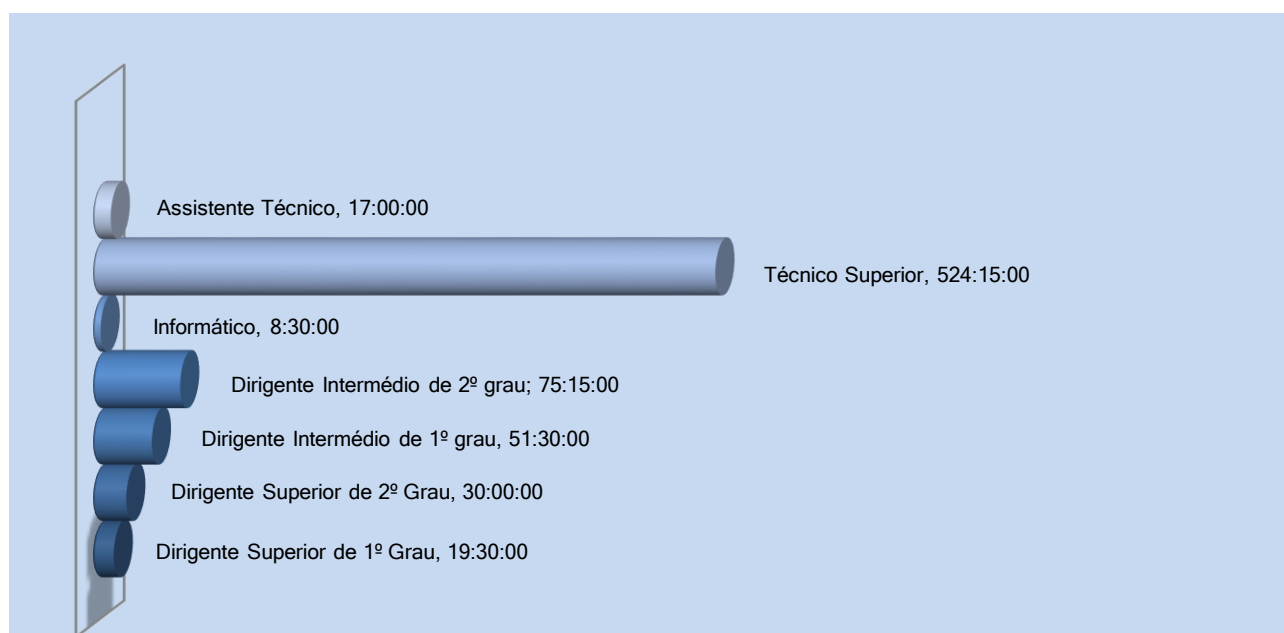 Assistente Técnico, 17:00:00
Técnico Superior, 524:15:00
Informático, 8:30:00
Dirigente Intermédio de 2º grau; 75:15:00
Dirigente Intermédio de 1º grau, 51:30:00
Dirigente Superior de 2º Grau, 30:00:00
Dirigente Superior de 1º Grau, 19:30:00